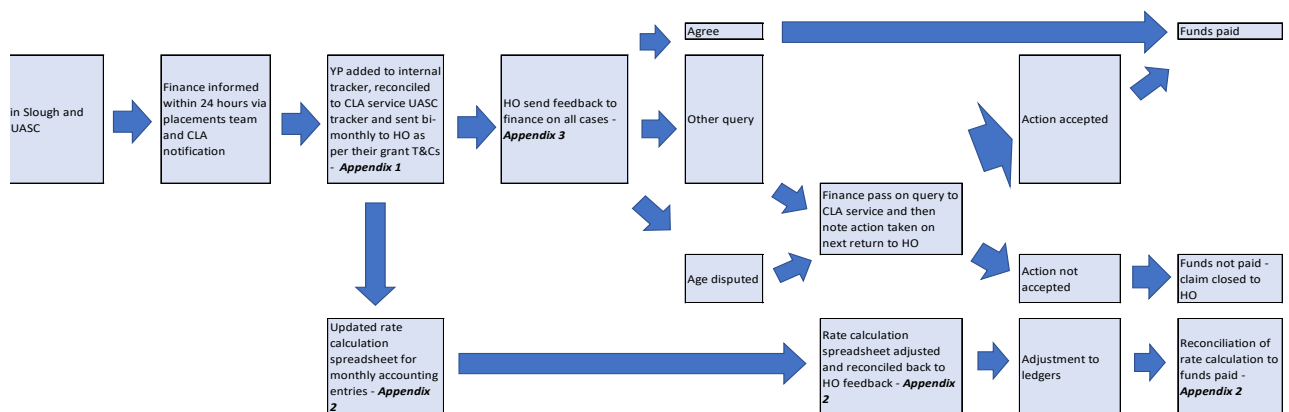 Agree
Funds paid
in Slough and
UASC
Finance informed
within 24 hours via
placements team
and CLA
notification
YP added to internal
tracker, reconciled
to CLA service UASC
tracker and sent bi-
monthly to HO as
per their grant T&Cs
- Appendix 1
HO send feedback to
finance on all cases -
Appendix 3
Other query
Action accepted
Finance pass on query to
CLA service and then
note action taken on
next return to HO
Age disputed
Action not
accepted
Funds not paid -
claim closed to
HO
Updated rate
calculation
spreadsheet for
monthly accounting
entries - Appendix
2
Rate calculation
spreadsheet adjusted
and reconciled back to
HO feedback - Appendix
2
Adjustment to
ledgers
Reconciliation of
rate calculation to
funds paid -
Appendix 2